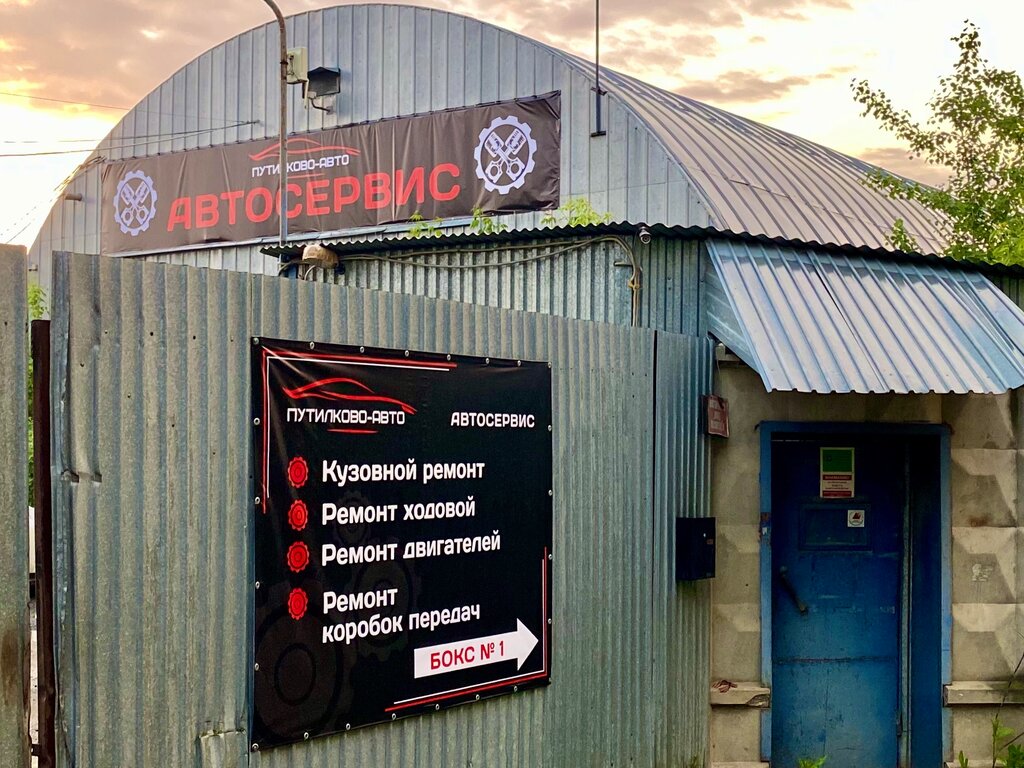 ПУТИЛКОВО-АВТО
АВТОСЕРВИС
ПУТИЛКОВО-АВТО
АВТОСЕРВИС
Кузовной ремонт
Ремонт ходовой
Ремонт двигателей
Ремонт
коробок передач
БОКС № 1